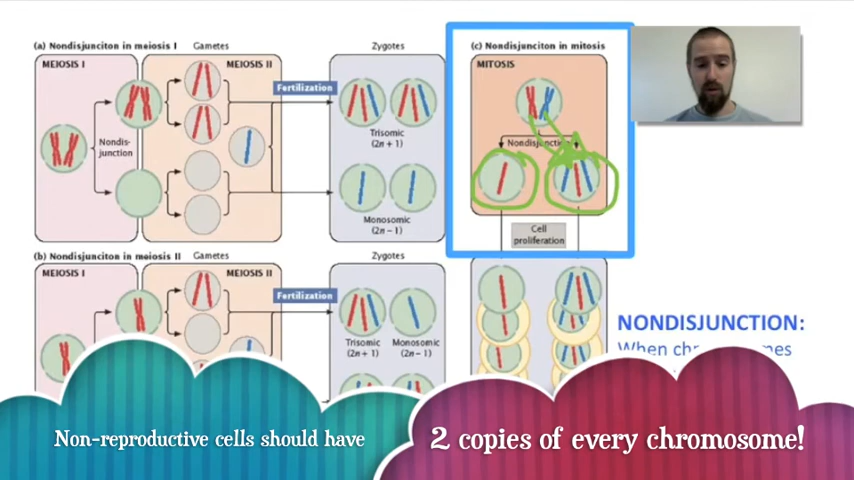 (a) Nondisjunciton in meiosis I
Gametes
Zygotes
MEIOSIS I
MEIOSIS II
Nondis-
junction
Fertilization
Trisomic
(2n + 1)
Monosomic
(2n − 1)
(c) Nondisjunciton in mitosis
MITOSIS
Nondisjunction
Cell
proliferation
(b) Nondisjunciton in meiosis II
Gametes
Zygotes
MEIOSIS I
MEIOSIS II
Fertilization
Trisomic
(2n + 1)
Monosomic
(2n − 1)
NONDISJUNCTION:
When
Non-reproductive cells should have
2 copies of every chromosome!